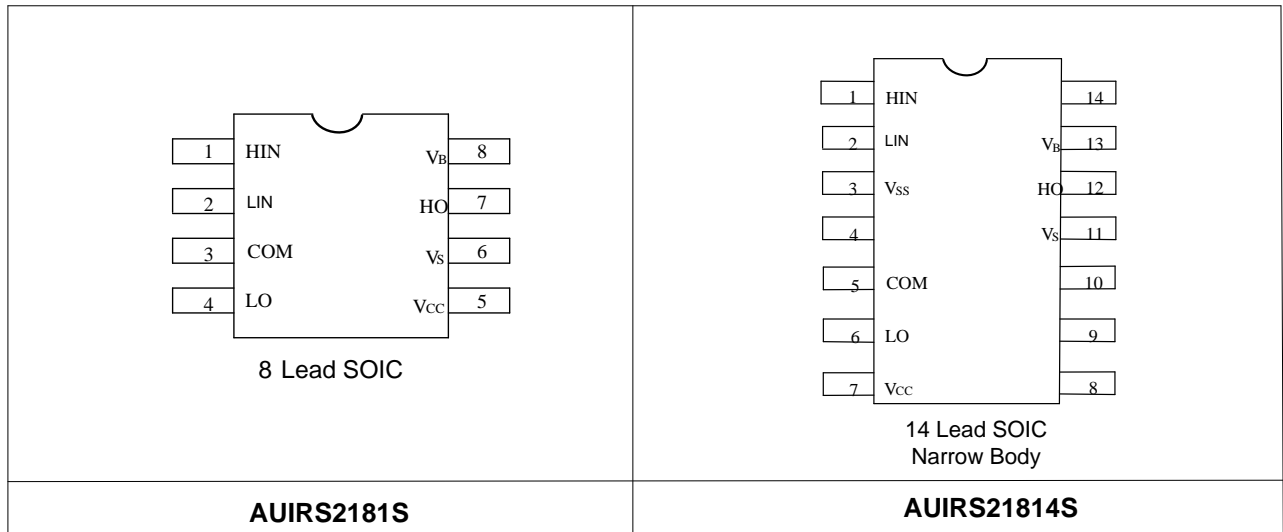 1 HIN VB 8
2 LIN HO 7
3 COM VS 6
4 LO VCC 5
8 Lead SOIC
AUIRS2181S
1 HIN 14
2 LIN VB 13
3 VSS HO 12
4 VS 11
5 COM 10
6 LO 9
7 VCC 8
14 Lead SOIC
Narrow Body
AUIRS21814S